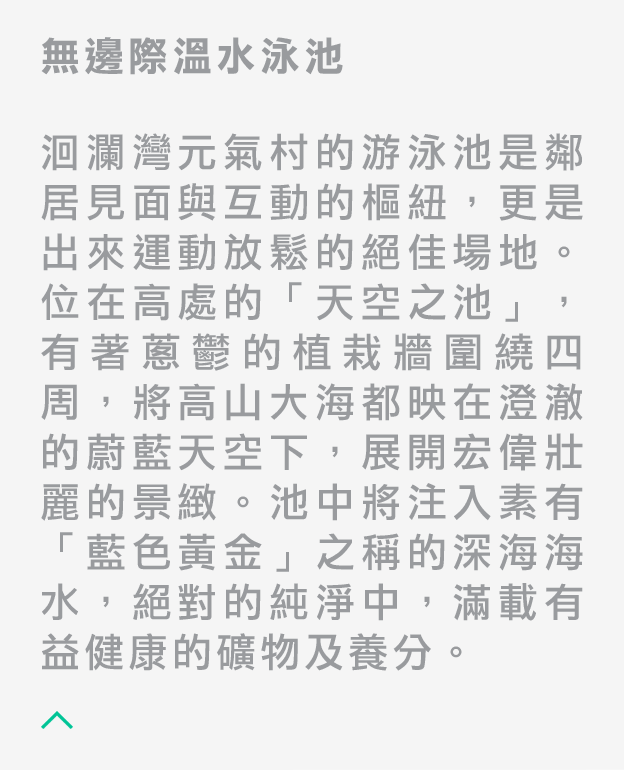 無邊際溫水泳池
洄瀾灣元氣村的游泳池是鄰
居見面與互動的樞紐，更是
出來運動放鬆的絕佳場地。
位在高處的「天空之池」，
有著蔥鬱的植栽牆圍繞四
周，將高山大海都映在澄澈
的蔚藍天空下，展開宏偉壯
麗的景緻。池中將注入素有
「藍色黃金」之稱的深海海
水，絕對的純淨中，滿載有
益健康的礦物及養分。